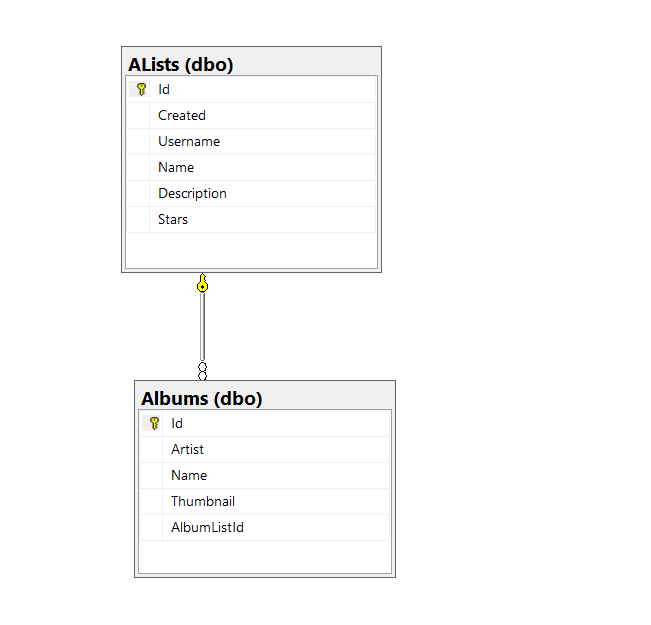 ALists (dbo)
Id
Created
Username
Name
Description
Stars
Albums (dbo)
Id
Artist
Name
Thumbnail
AlbumListId